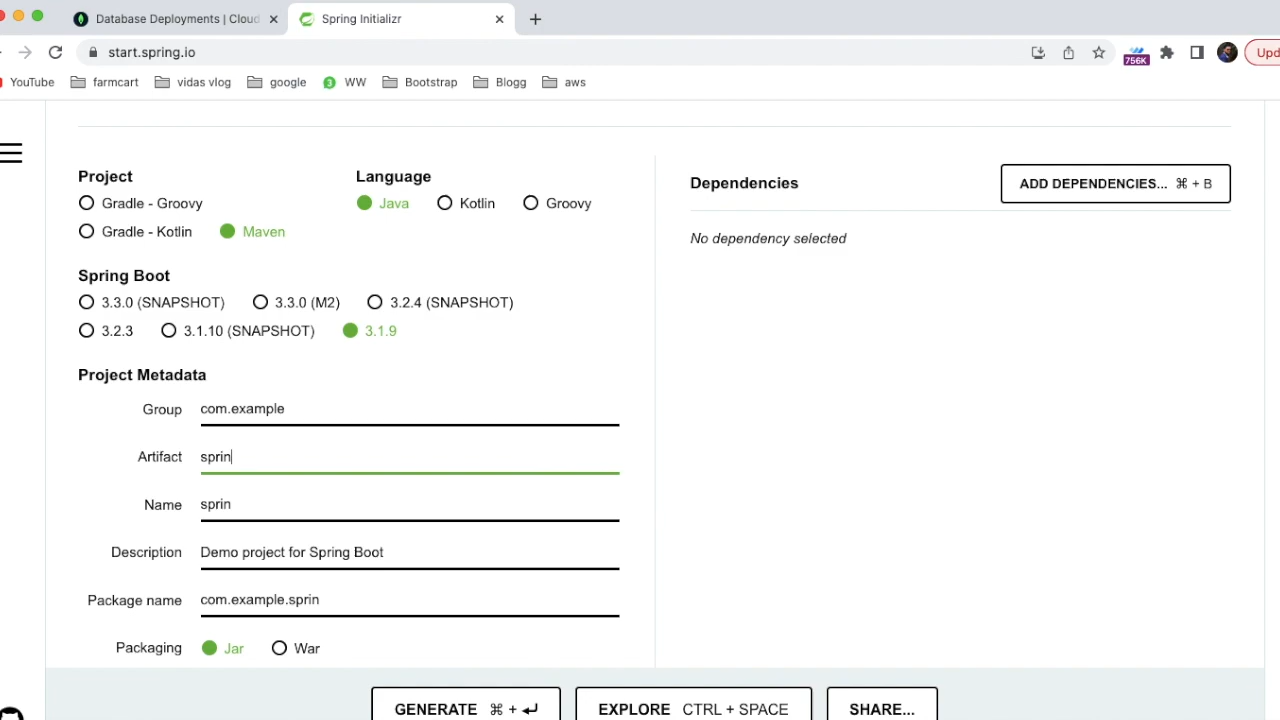 Database Deployments | Cloud
Spring Initializr
start.spring.io
756K
Upd
YouTube
farmcart
vidas vlog
google
3
WW
Bootstrap
Blogg
aws
Project
Language
Dependencies
ADD DEPENDENCIES... ⌘ + B
Gradle - Groovy
Java
Kotlin
Groovy
Gradle - Kotlin
Maven
No dependency selected
Spring Boot
3.3.0 (SNAPSHOT)
3.3.0 (M2)
3.2.4 (SNAPSHOT)
3.2.3
3.1.10 (SNAPSHOT)
3.1.9
Project Metadata
Group com.example
Artifact sprin
Name sprin
Description Demo project for Spring Boot
Package name com.example.sprin
Packaging Jar War
GENERATE ⌘ + ↵
EXPLORE CTRL + SPACE
SHARE...